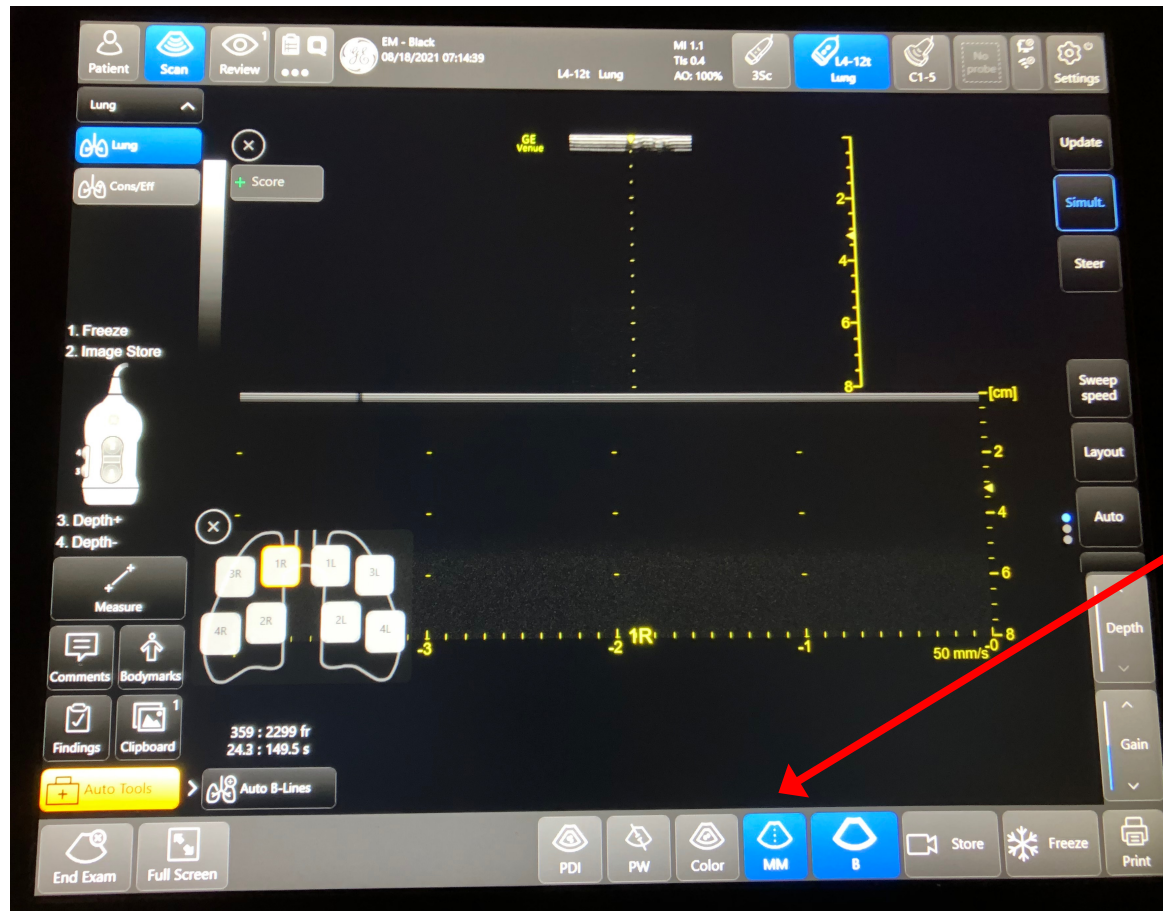 Patient
Scan
Review
1
GE
EM - Black
08/18/2021 07:14:39
L4-12t Lung
MI 1.1
TIs 0.4
AO: 100%
3Sc
L4-12t
Lung
C1-5
No
probe
Settings
Lung
Lung
Cons/Eff
+ Score
GE
Venue
2
4
6
8
Update
Simult.
Steer
1. Freeze
2. Image Store
4
3
3. Depth+
4. Depth-
[cm]
2
4
6
8
Sweep
speed
Layout
Auto
3R
1R
1L
3L
4R
2R
2L
4L
-3
-2
1R
-1
0
50 mm/s
Measure
Comments
Bodymarks
Findings
Clipboard
1
359 : 2299 fr
24.3 : 149.5 s
Auto Tools
Auto B-Lines
Depth
Gain
End Exam
Full Screen
PDI
PW
Color
MM
B
Store
Freeze
Print